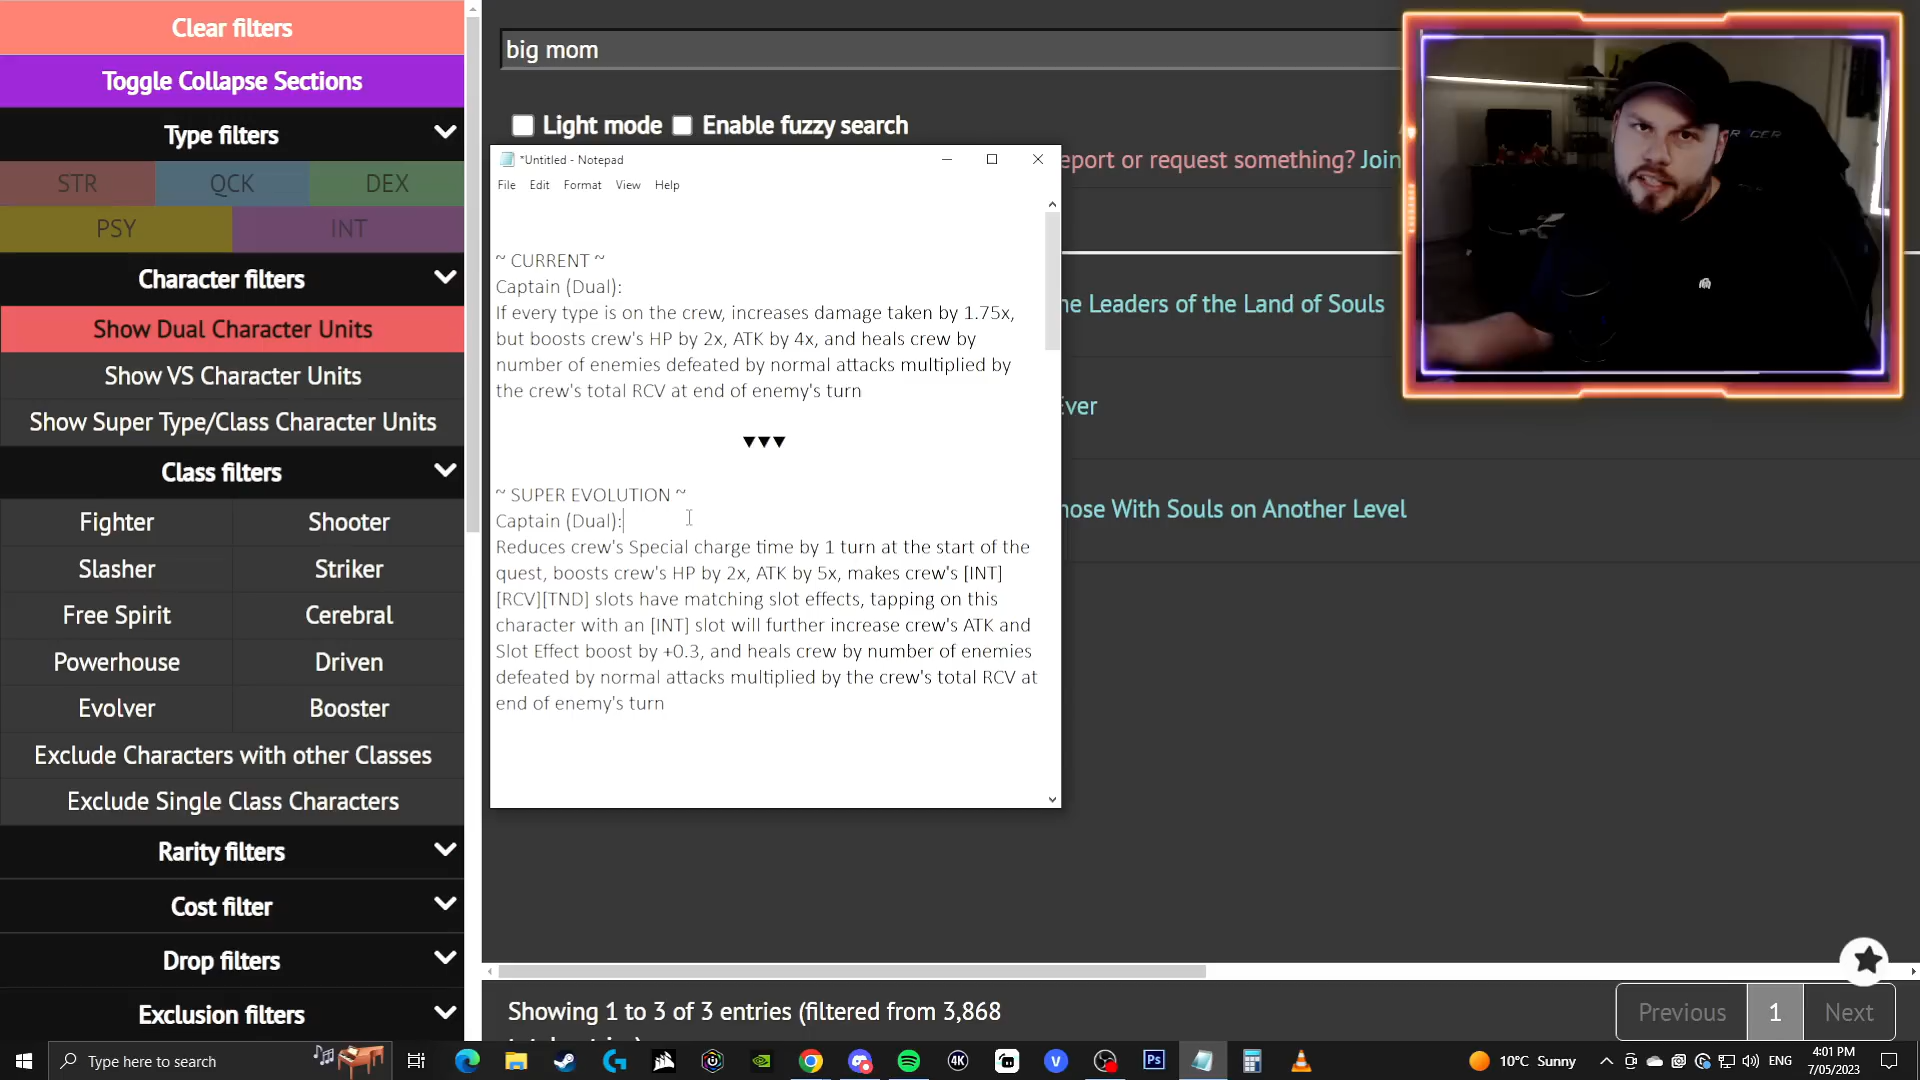 Clear filters
Toggle Collapse Sections
Type filters
STR
QCK
DEX
PSY
INT
Character filters
Show Dual Character Units
Show VS Character Units
Show Super Type/Class Character Units
Class filters
Fighter
Shooter
Slasher
Striker
Free Spirit
Cerebral
Powerhouse
Driven
Evolver
Booster
Exclude Characters with other Classes
Exclude Single Class Characters
Rarity filters
Cost filter
Drop filters
Exclusion filters
big mom
Light mode
Enable fuzzy search
eport or request something? Join
ne Leaders of the Land of Souls
Ever
hose With Souls on Another Level
*Untitled - Notepad
File Edit Format View Help
~ CURRENT ~
Captain (Dual):
If every type is on the crew, increases damage taken by 1.75x,
but boosts crew's HP by 2x, ATK by 4x, and heals crew by
number of enemies defeated by normal attacks multiplied by
the crew's total RCV at end of enemy's turn
▼▼▼
~ SUPER EVOLUTION ~
Captain (Dual):
Reduces crew's Special charge time by 1 turn at the start of the
quest, boosts crew's HP by 2x, ATK by 5x, makes crew's [INT]
[RCV][TND] slots have matching slot effects, tapping on this
character with an [INT] slot will further increase crew's ATK and
Slot Effect boost by +0.3, and heals crew by number of enemies
defeated by normal attacks multiplied by the crew's total RCV at
end of enemy's turn
Showing 1 to 3 of 3 entries (filtered from 3,868
Previous
1
Next
Type here to search
4K
Ps
10°C Sunny
ENG
4:01 PM
7/05/2023